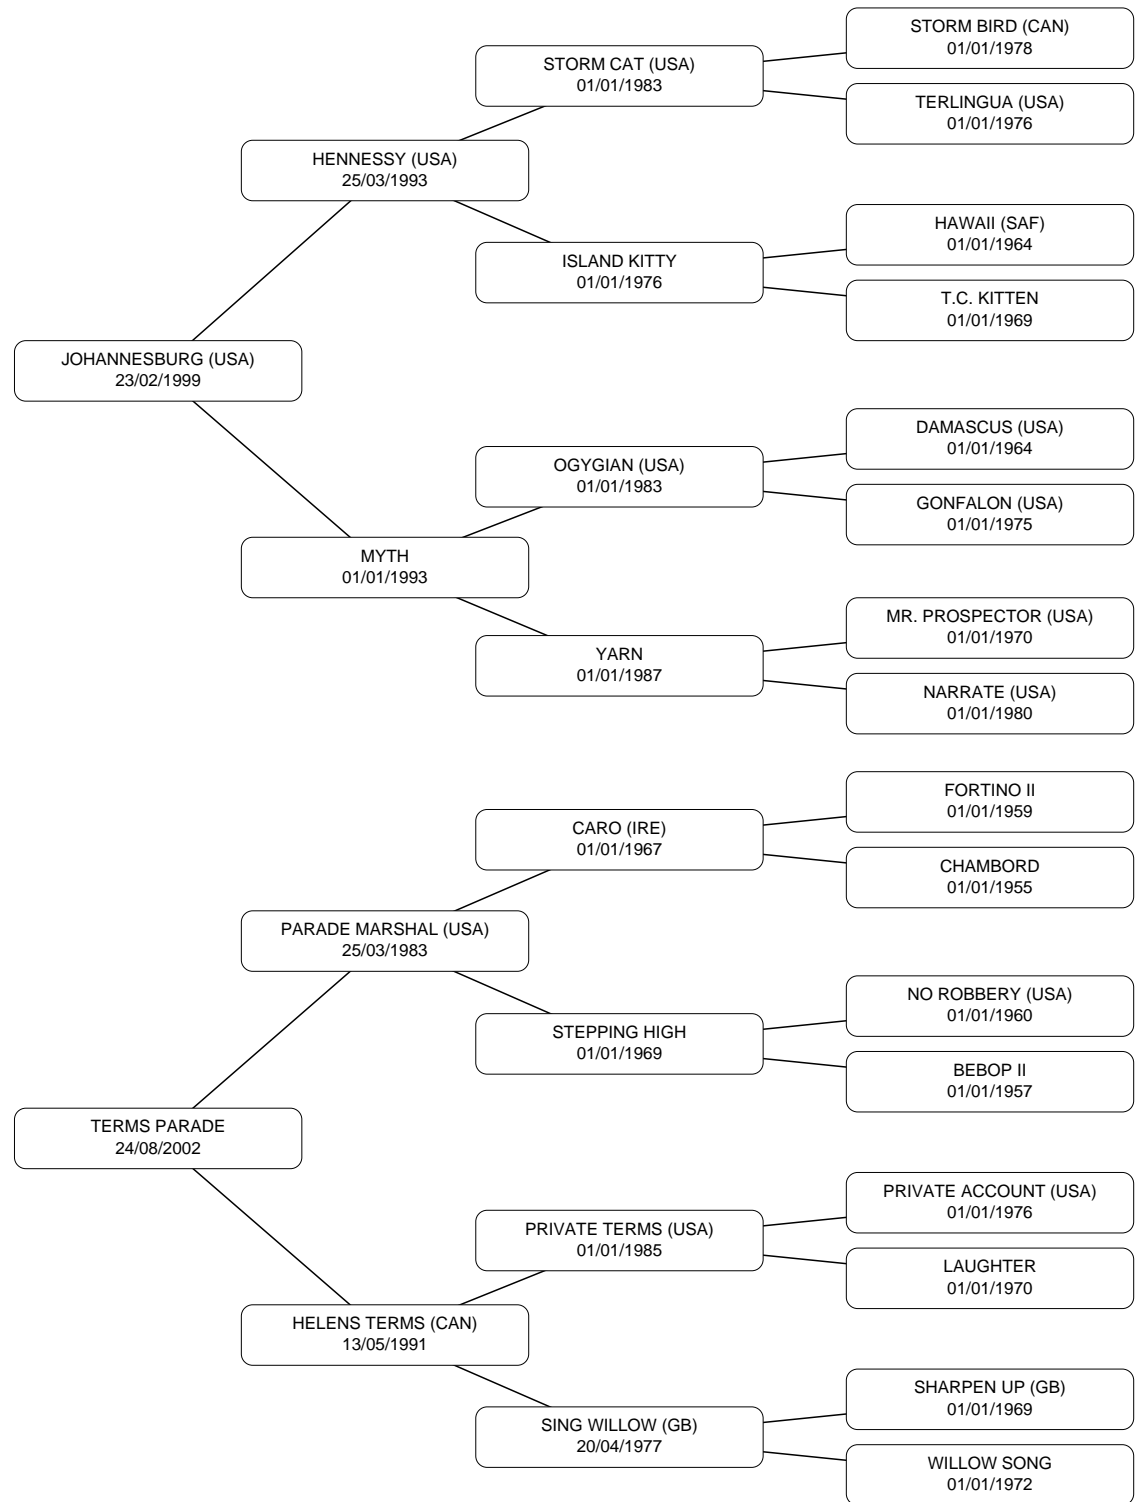 STORM BIRD (CAN)
01/01/1978
STORM CAT (USA)
01/01/1983
TERLINGUA (USA)
01/01/1976
HENNESSY (USA)
25/03/1993
HAWAII (SAF)
01/01/1964
ISLAND KITTY
01/01/1976
T.C. KITTEN
01/01/1969
JOHANNESBURG (USA)
23/02/1999
DAMASCUS (USA)
01/01/1964
OGYGIAN (USA)
01/01/1983
GONFALON (USA)
01/01/1975
MYTH
01/01/1993
MR. PROSPECTOR (USA)
01/01/1970
YARN
01/01/1987
NARRATE (USA)
01/01/1980
FORTINO II
01/01/1959
CARO (IRE)
01/01/1967
CHAMBORD
01/01/1955
PARADE MARSHAL (USA)
25/03/1983
NO ROBBERY (USA)
01/01/1960
STEPPING HIGH
01/01/1969
BEBOP II
01/01/1957
TERMS PARADE
24/08/2002
PRIVATE ACCOUNT (USA)
01/01/1976
PRIVATE TERMS (USA)
01/01/1985
LAUGHTER
01/01/1970
HELENS TERMS (CAN)
13/05/1991
SHARPEN UP (GB)
01/01/1969
SING WILLOW (GB)
20/04/1977
WILLOW SONG
01/01/1972